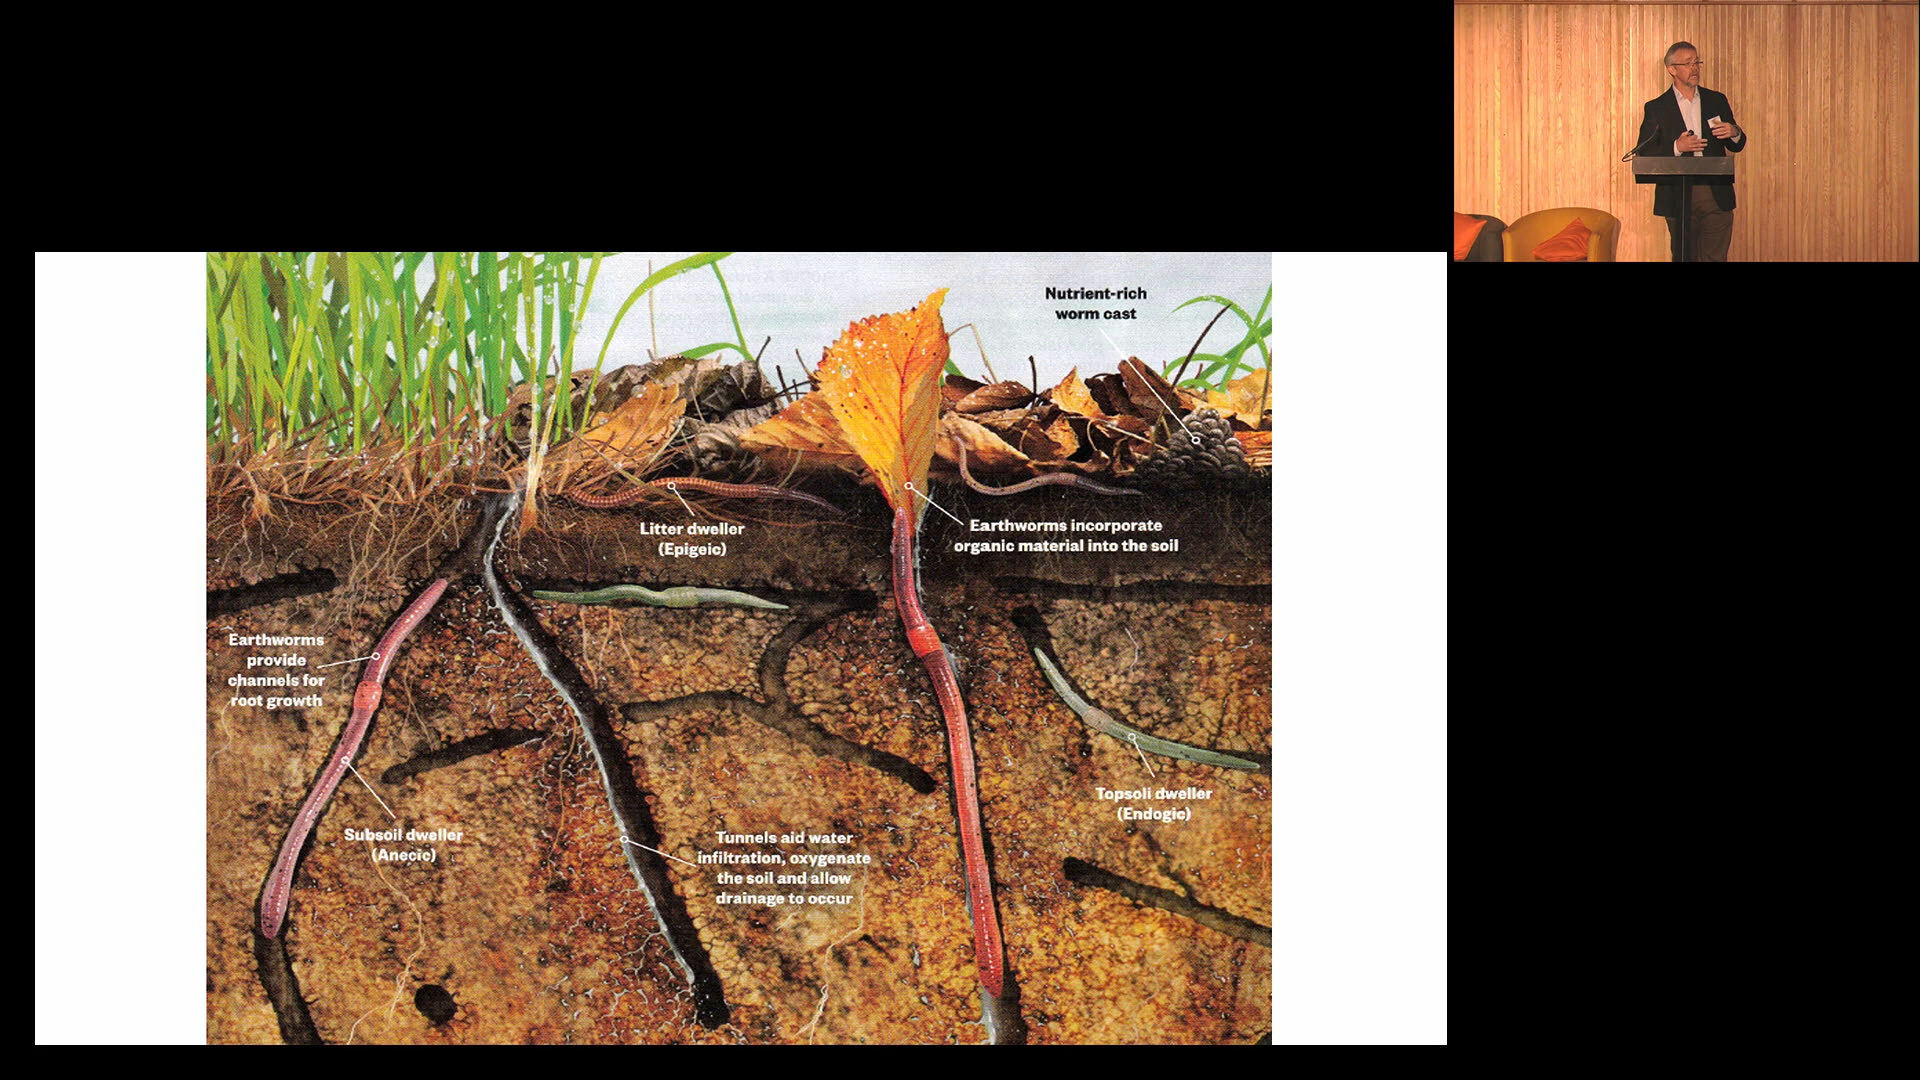 Nutrient-rich
worm cast
Litter dweller
(Epigeic)
Earthworms incorporate
organic material into the soil
Earthworms
provide
channels for
root growth
Topsoli dweller
(Endogic)
Subsoil dweller
(Anecic)
Tunnels aid water
infiltration, oxygenate
the soil and allow
drainage to occur